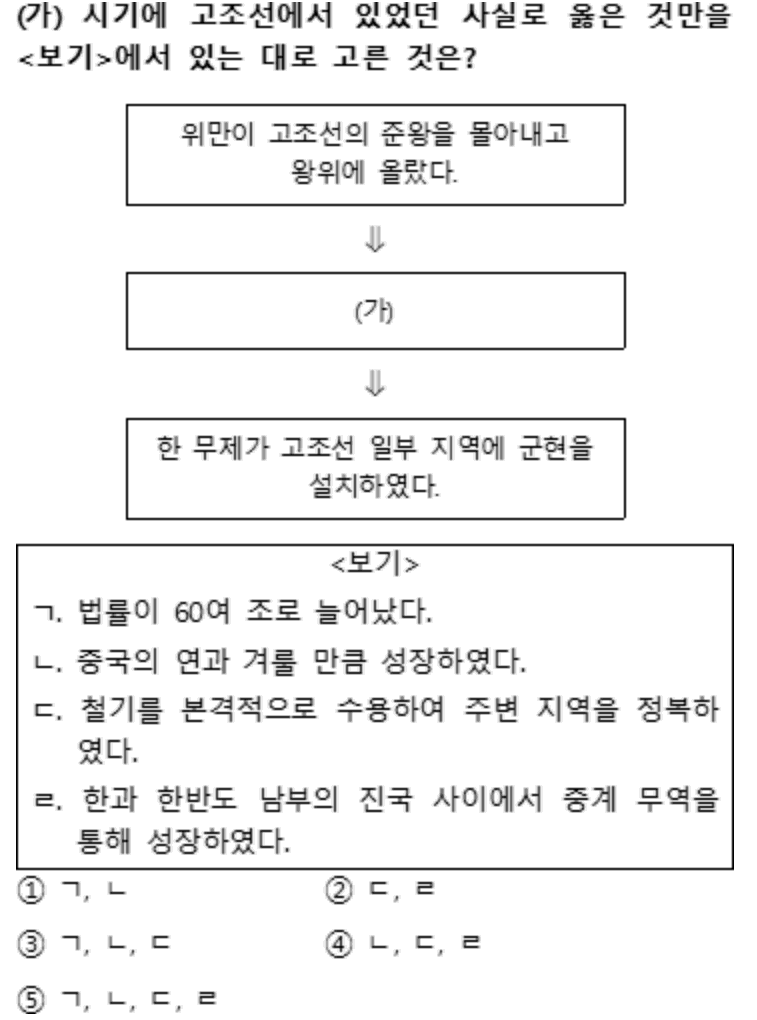 (가) 시기에 고조선에서 있었던 사실로 옳은 것만을
<보기>에서 있는 대로 고른 것은?
위만이 고조선의 준왕을 몰아내고
왕위에 올랐다.
⇓
(가)
⇓
한 무제가 고조선 일부 지역에 군현을
설치하였다.
<보기>
ㄱ. 법률이 60여 조로 늘어났다.
ㄴ. 중국의 연과 겨룰 만큼 성장하였다.
ㄷ. 철기를 본격적으로 수용하여 주변 지역을 정복하
였다.
ㄹ. 한과 한반도 남부의 진국 사이에서 중계 무역을
통해 성장하였다.
① ㄱ, ㄴ ② ㄷ, ㄹ
③ ㄱ, ㄴ, ㄷ ④ ㄴ, ㄷ, ㄹ
⑤ ㄱ, ㄴ, ㄷ, ㄹ